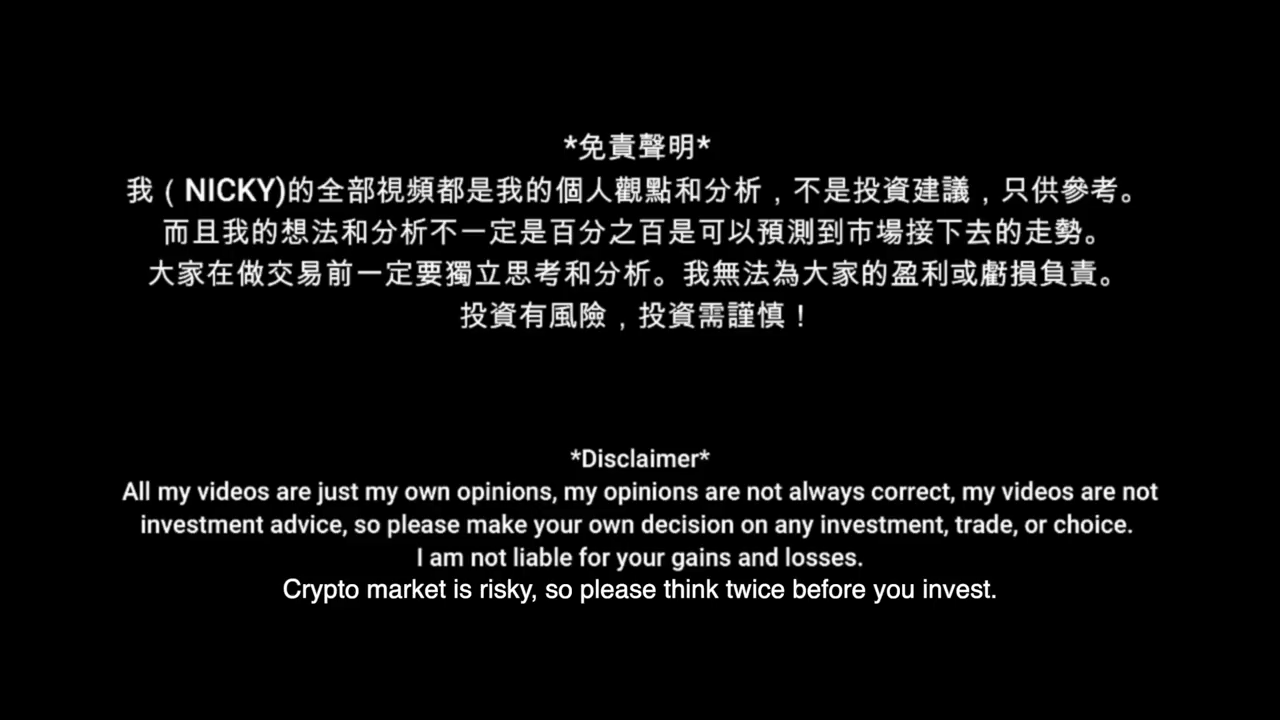 *免責聲明*
我（NICKY)的全部視頻都是我的個人觀點和分析，不是投資建議，只供參考。
而且我的想法和分析不一定是百分之百是可以預測到市場接下去的走勢。
大家在做交易前一定要獨立思考和分析。我無法為大家的盈利或虧損負責。
投資有風險，投資需謹慎！
*Disclaimer*
All my videos are just my own opinions, my opinions are not always correct, my videos are not
investment advice, so please make your own decision on any investment, trade, or choice.
I am not liable for your gains and losses.
Crypto market is risky, so please think twice before you invest.